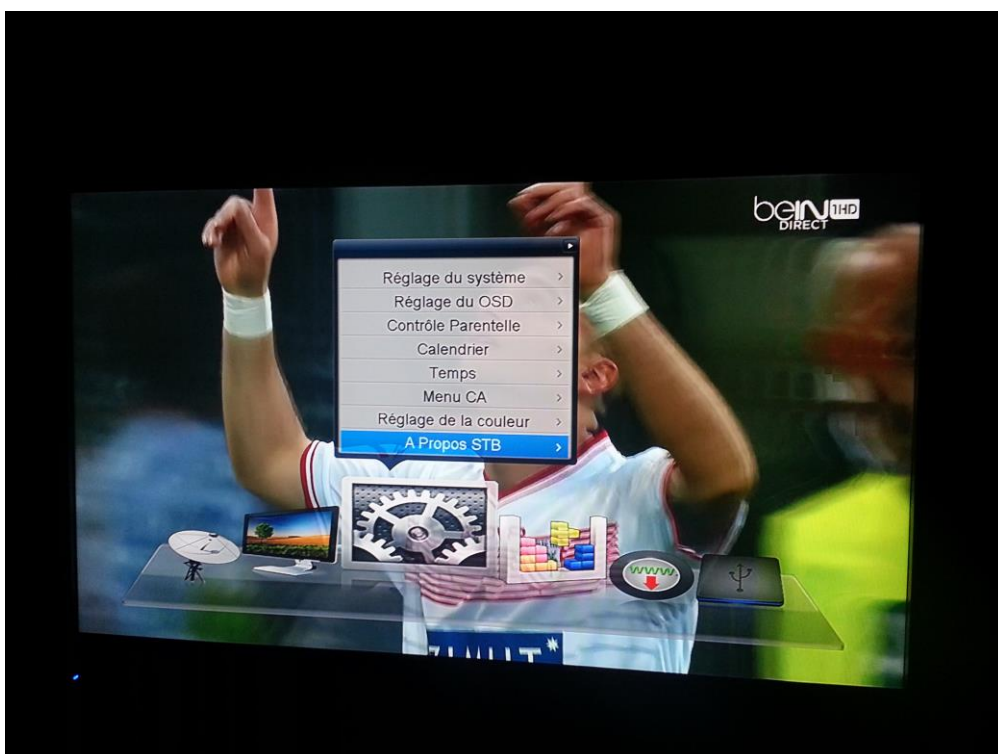 beIN 1HD
DIRECT
Réglage du système
Réglage du OSD
Contrôle Parentelle
Calendrier
Temps
Menu CA
Réglage de la couleur
A Propos STB
www